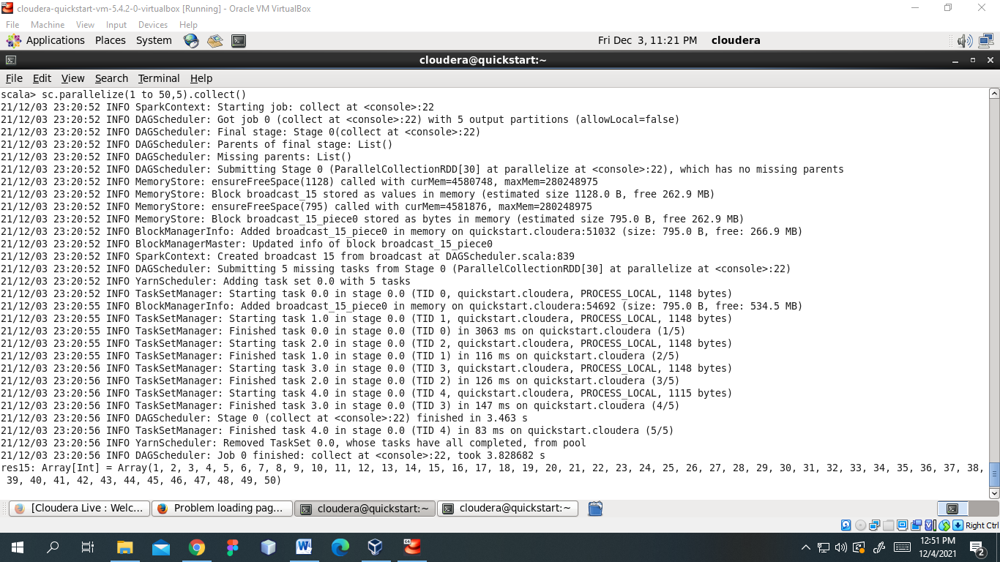 cloudera-quickstart-vm-5.4.2-0-virtualbox [Running] - Oracle VM VirtualBox
File Machine View Input Devices Help
Applications Places System Fri Dec 3, 11:21 PM cloudera
cloudera@quickstart:~
File Edit View Search Terminal Help
scala> sc.parallelize(1 to 50,5).collect()
21/12/03 23:20:52 INFO SparkContext: Starting job: collect at <console>:22
21/12/03 23:20:52 INFO DAGScheduler: Got job 0 (collect at <console>:22) with 5 output partitions (allowLocal=false)
21/12/03 23:20:52 INFO DAGScheduler: Final stage: Stage 0(collect at <console>:22)
21/12/03 23:20:52 INFO DAGScheduler: Parents of final stage: List()
21/12/03 23:20:52 INFO DAGScheduler: Missing parents: List()
21/12/03 23:20:52 INFO DAGScheduler: Submitting Stage 0 (ParallelCollectionRDD[30] at parallelize at <console>:22), which has no missing parents
21/12/03 23:20:52 INFO MemoryStore: ensureFreeSpace(1128) called with curMem=4580748, maxMem=280248975
21/12/03 23:20:52 INFO MemoryStore: Block broadcast_15 stored as values in memory (estimated size 1128.0 B, free 262.9 MB)
21/12/03 23:20:52 INFO MemoryStore: ensureFreeSpace(795) called with curMem=4581876, maxMem=280248975
21/12/03 23:20:52 INFO MemoryStore: Block broadcast_15_piece0 stored as bytes in memory (estimated size 795.0 B, free 262.9 MB)
21/12/03 23:20:52 INFO BlockManagerInfo: Added broadcast_15_piece0 in memory on quickstart.cloudera:51032 (size: 795.0 B, free: 266.9 MB)
21/12/03 23:20:52 INFO BlockManagerMaster: Updated info of block broadcast_15_piece0
21/12/03 23:20:52 INFO SparkContext: Created broadcast 15 from broadcast at DAGScheduler.scala:839
21/12/03 23:20:52 INFO DAGScheduler: Submitting 5 missing tasks from Stage 0 (ParallelCollectionRDD[30] at parallelize at <console>:22)
21/12/03 23:20:52 INFO YarnScheduler: Adding task set 0.0 with 5 tasks
21/12/03 23:20:52 INFO TaskSetManager: Starting task 0.0 in stage 0.0 (TID 0, quickstart.cloudera, PROCESS_LOCAL, 1148 bytes)
21/12/03 23:20:55 INFO BlockManagerInfo: Added broadcast_15_piece0 in memory on quickstart.cloudera:54692 (size: 795.0 B, free: 534.5 MB)
21/12/03 23:20:55 INFO TaskSetManager: Starting task 1.0 in stage 0.0 (TID 1, quickstart.cloudera, PROCESS_LOCAL, 1148 bytes)
21/12/03 23:20:55 INFO TaskSetManager: Finished task 0.0 in stage 0.0 (TID 0) in 3063 ms on quickstart.cloudera (1/5)
21/12/03 23:20:55 INFO TaskSetManager: Starting task 2.0 in stage 0.0 (TID 2, quickstart.cloudera, PROCESS_LOCAL, 1148 bytes)
21/12/03 23:20:55 INFO TaskSetManager: Finished task 1.0 in stage 0.0 (TID 1) in 116 ms on quickstart.cloudera (2/5)
21/12/03 23:20:56 INFO TaskSetManager: Starting task 3.0 in stage 0.0 (TID 3, quickstart.cloudera, PROCESS_LOCAL, 1148 bytes)
21/12/03 23:20:56 INFO TaskSetManager: Finished task 2.0 in stage 0.0 (TID 2) in 126 ms on quickstart.cloudera (3/5)
21/12/03 23:20:56 INFO TaskSetManager: Starting task 4.0 in stage 0.0 (TID 4, quickstart.cloudera, PROCESS_LOCAL, 1115 bytes)
21/12/03 23:20:56 INFO TaskSetManager: Finished task 3.0 in stage 0.0 (TID 3) in 147 ms on quickstart.cloudera (4/5)
21/12/03 23:20:56 INFO DAGScheduler: Stage 0 (collect at <console>:22) finished in 3.463 s
21/12/03 23:20:56 INFO TaskSetManager: Finished task 4.0 in stage 0.0 (TID 4) in 83 ms on quickstart.cloudera (5/5)
21/12/03 23:20:56 INFO YarnScheduler: Removed TaskSet 0.0, whose tasks have all completed, from pool
21/12/03 23:20:56 INFO DAGScheduler: Job 0 finished: collect at <console>:22, took 3.828682 s
res15: Array[Int] = Array(1, 2, 3, 4, 5, 6, 7, 8, 9, 10, 11, 12, 13, 14, 15, 16, 17, 18, 19, 20, 21, 22, 23, 24, 25, 26, 27, 28, 29, 30, 31, 32, 33, 34, 35, 36, 37, 38,
39, 40, 41, 42, 43, 44, 45, 46, 47, 48, 49, 50)
[Cloudera Live : Welc... Problem loading pag... cloudera@quickstart:~ cloudera@quickstart:~
Right Ctrl
12:51 PM
12/4/2021
2